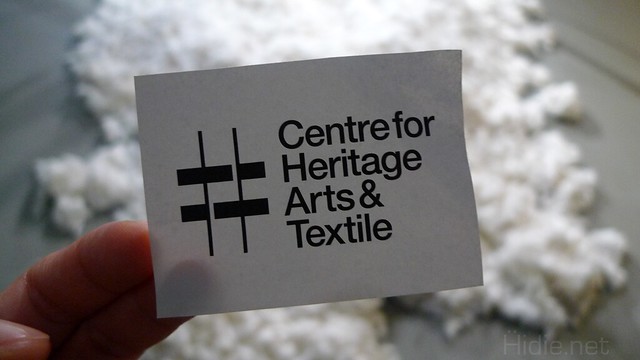 Centre for
Heritage
Arts &
Textile
Hidie.net